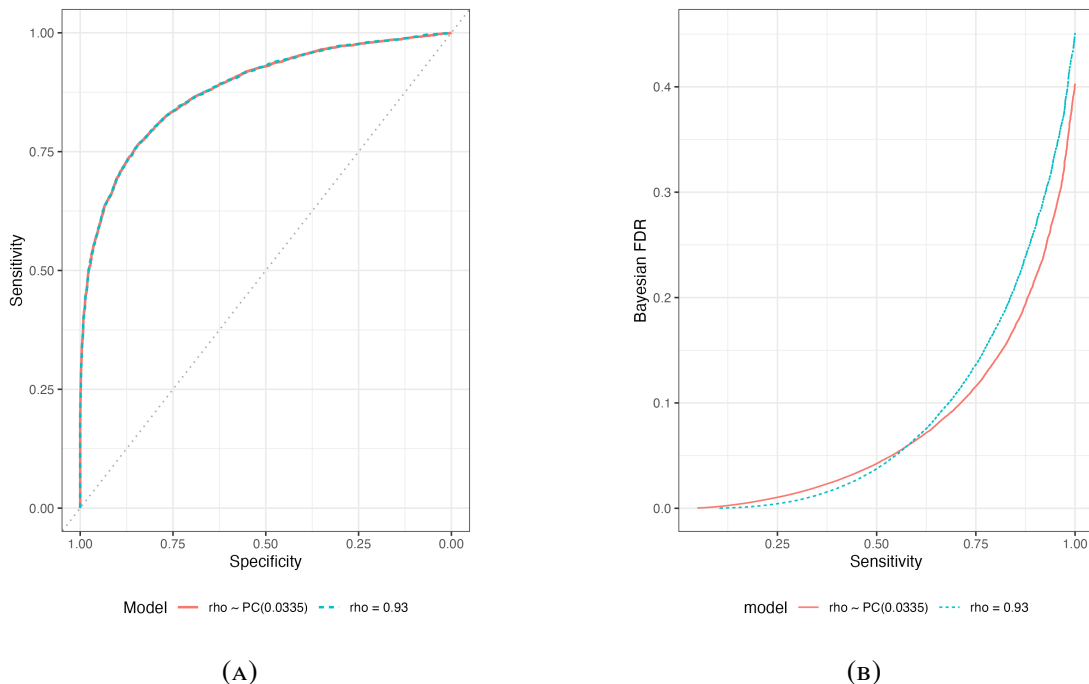 1.00
0.75
0.50
0.25
0.00
Sensitivity
1.00 0.75 0.50 0.25 0.00
Specificity
Model rho ~ PC(0.0335) rho = 0.93
(A)
0.4
0.3
0.2
0.1
0.0
Bayesian FDR
0.25 0.50 0.75 1.00
Sensitivity
model rho ~ PC(0.0335) rho = 0.93
(B)